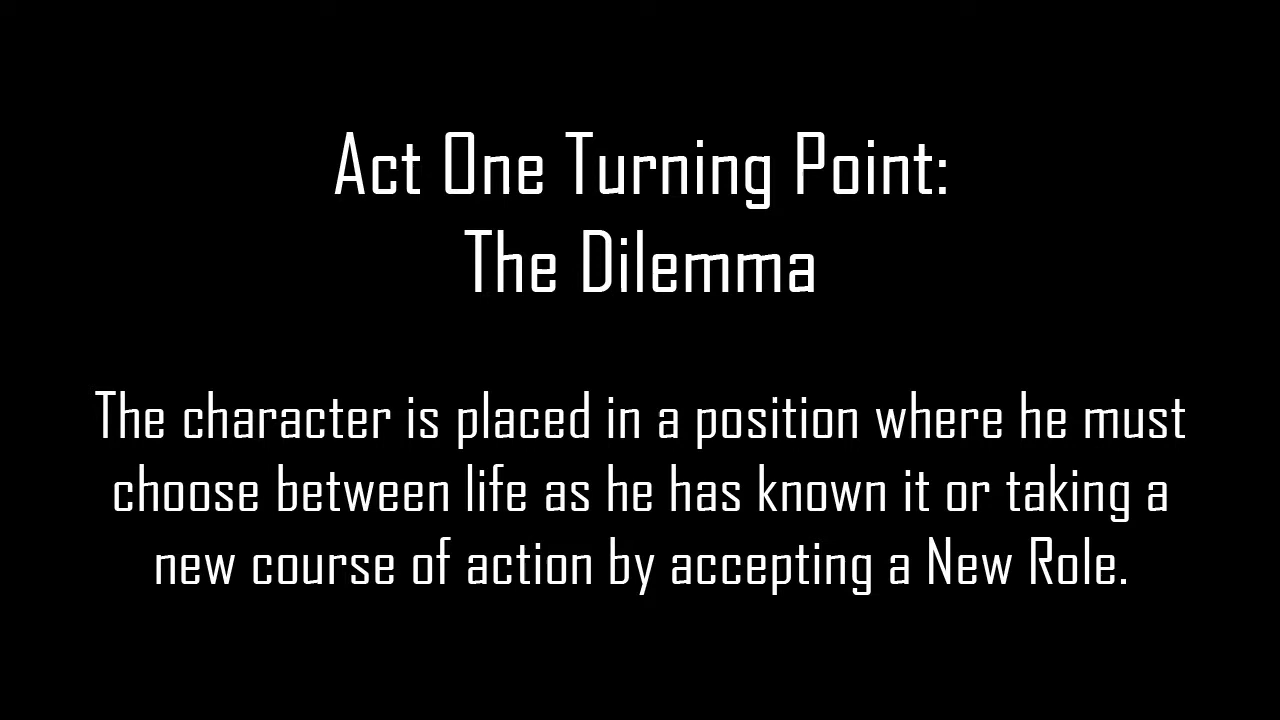 Act One Turning Point:
The Dilemma
The character is placed in a position where he must
choose between life as he has known it or taking a
new course of action by accepting a New Role.